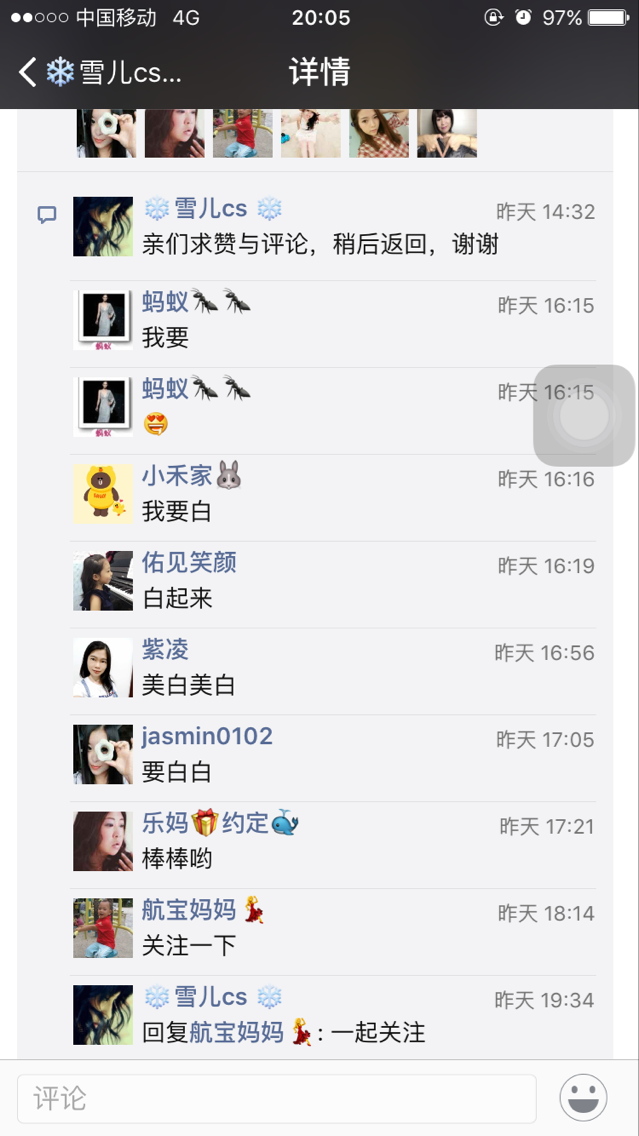 中国移动 4G 20:05 97%
❄雪儿cs... 详情
❄雪儿cs❄ 昨天 14:32
亲们求赞与评论，稍后返回，谢谢
蚂蚁🐜🐜 昨天 16:15
我要
蚂蚁🐜🐜 昨天 16:15
😍
小禾家🐰 昨天 16:16
我要白
佑见笑颜 昨天 16:19
白起来
紫凌 昨天 16:56
美白美白
jasmin0102 昨天 17:05
要白白
乐妈🎁约定🐳 昨天 17:21
棒棒哟
航宝妈妈💃 昨天 18:14
关注一下
❄雪儿cs❄ 昨天 19:34
回复航宝妈妈💃: 一起关注
评论